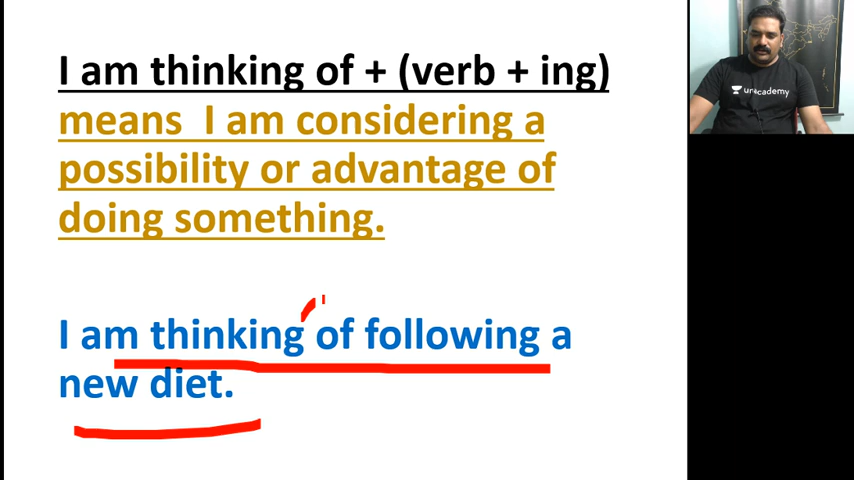 I am thinking of + (verb + ing)
means I am considering a
possibility or advantage of
doing something.
I am thinking of following a
new diet.
unacademy